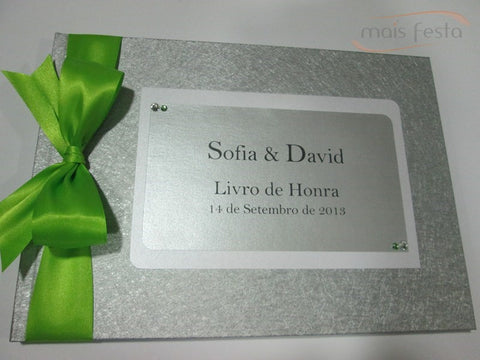 mais festa
Sofia & David
Livro de Honra
14 de Setembro de 2013